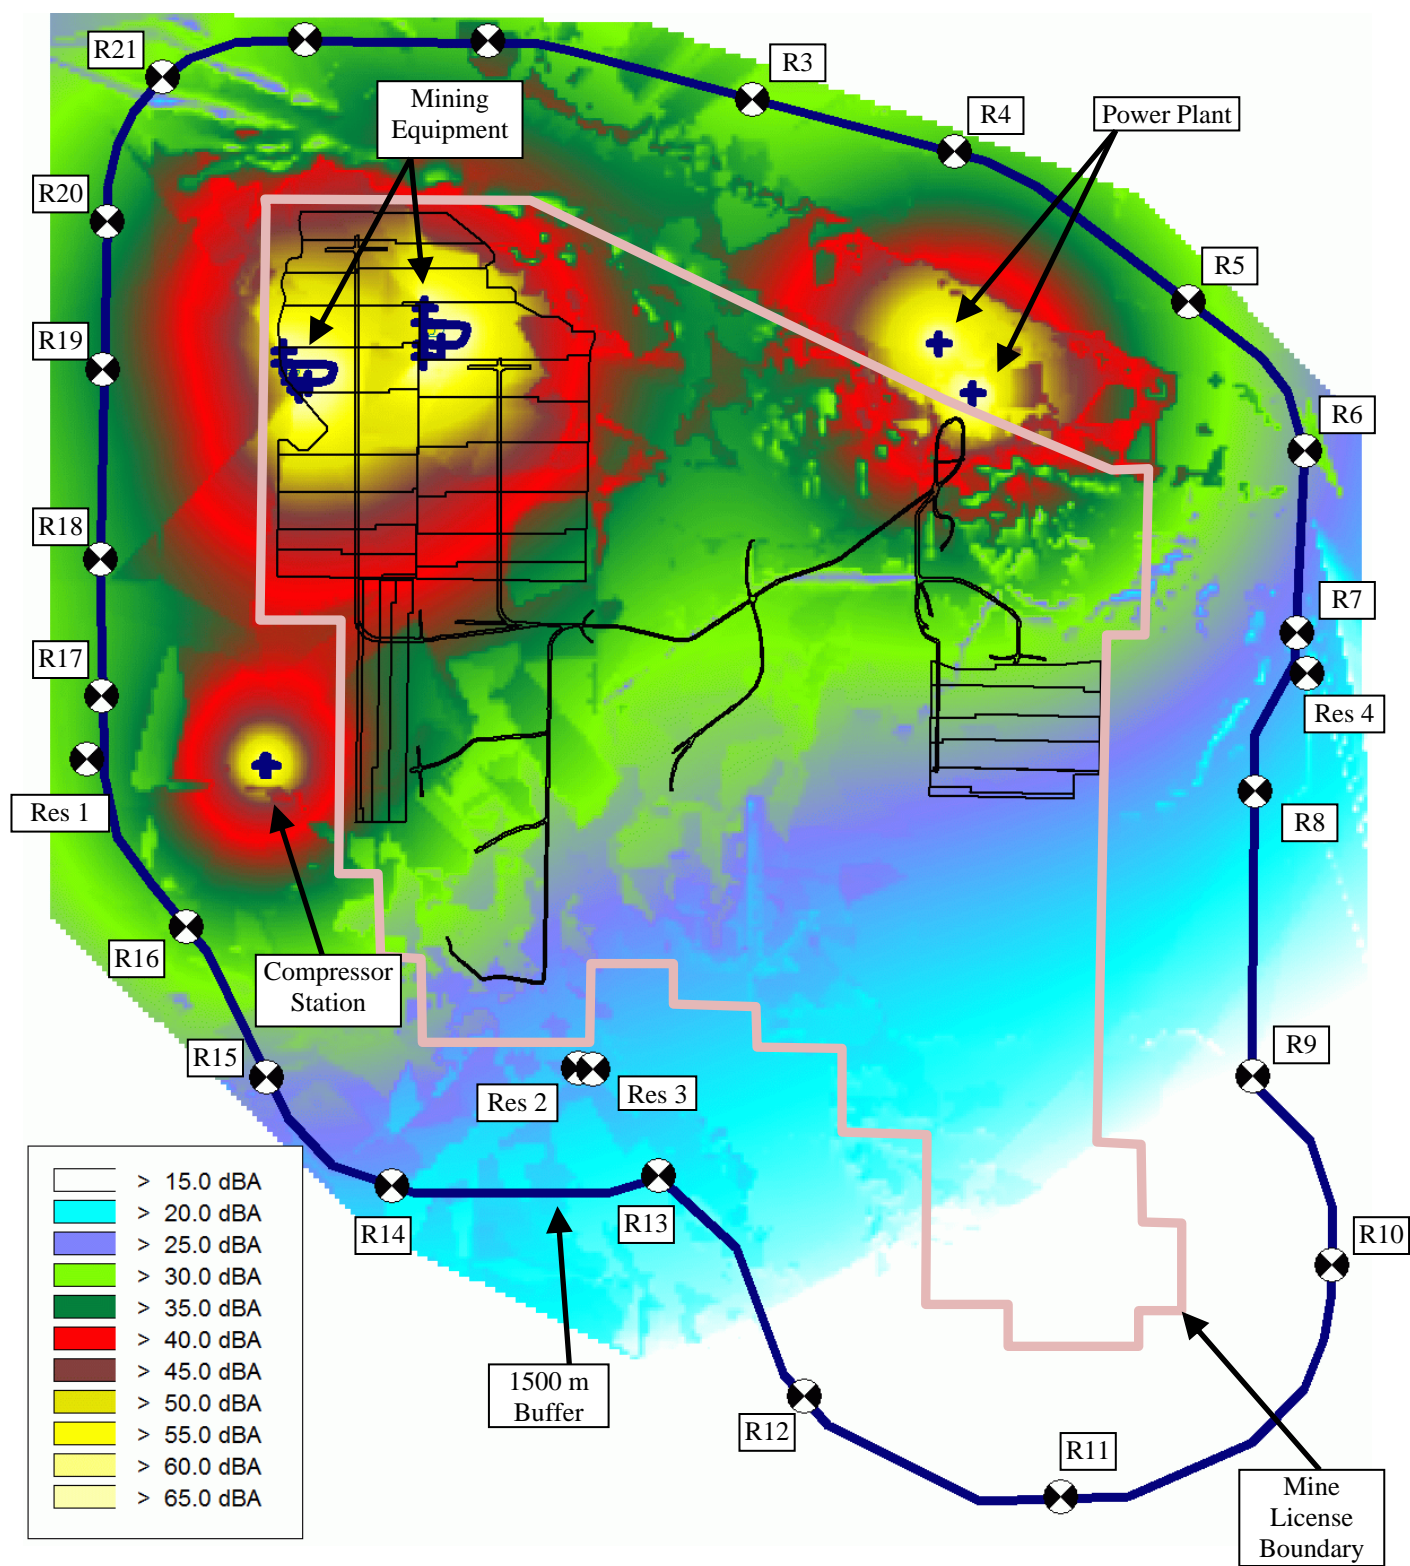 R21
Mining
Equipment
R3
R4
Power Plant
R20
R5
R19
R6
R18
R7
R17
Res 4
Res 1
R8
R16
Compressor
Station
R15
R9
Res 2
Res 3
R14
R13
R10
1500 m
Buffer
R12
R11
Mine
License
Boundary
> 15.0 dBA
> 20.0 dBA
> 25.0 dBA
> 30.0 dBA
> 35.0 dBA
> 40.0 dBA
> 45.0 dBA
> 50.0 dBA
> 55.0 dBA
> 60.0 dBA
> 65.0 dBA